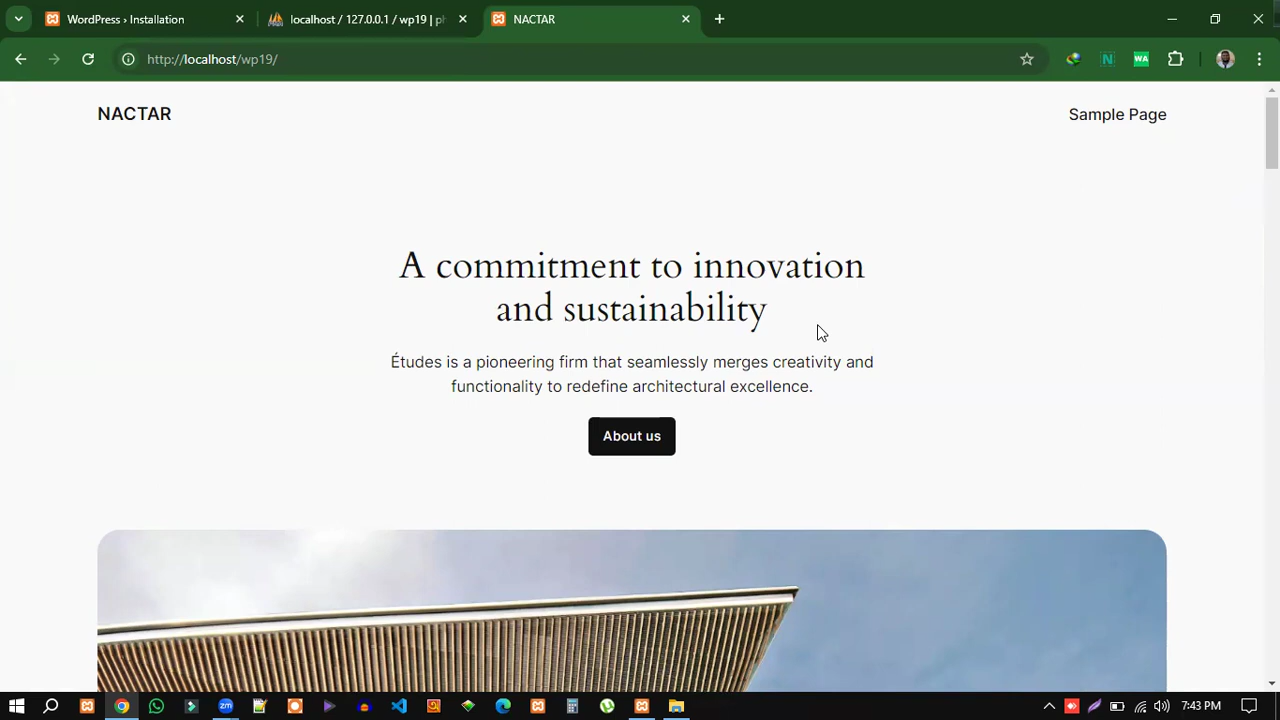 WordPress › Installation
localhost / 127.0.0.1 / wp19 | ph
NACTAR
http://localhost/wp19/
N
WA
NACTAR
Sample Page
A commitment to innovation
and sustainability
Études is a pioneering firm that seamlessly merges creativity and
functionality to redefine architectural excellence.
About us
zm
7:43 PM